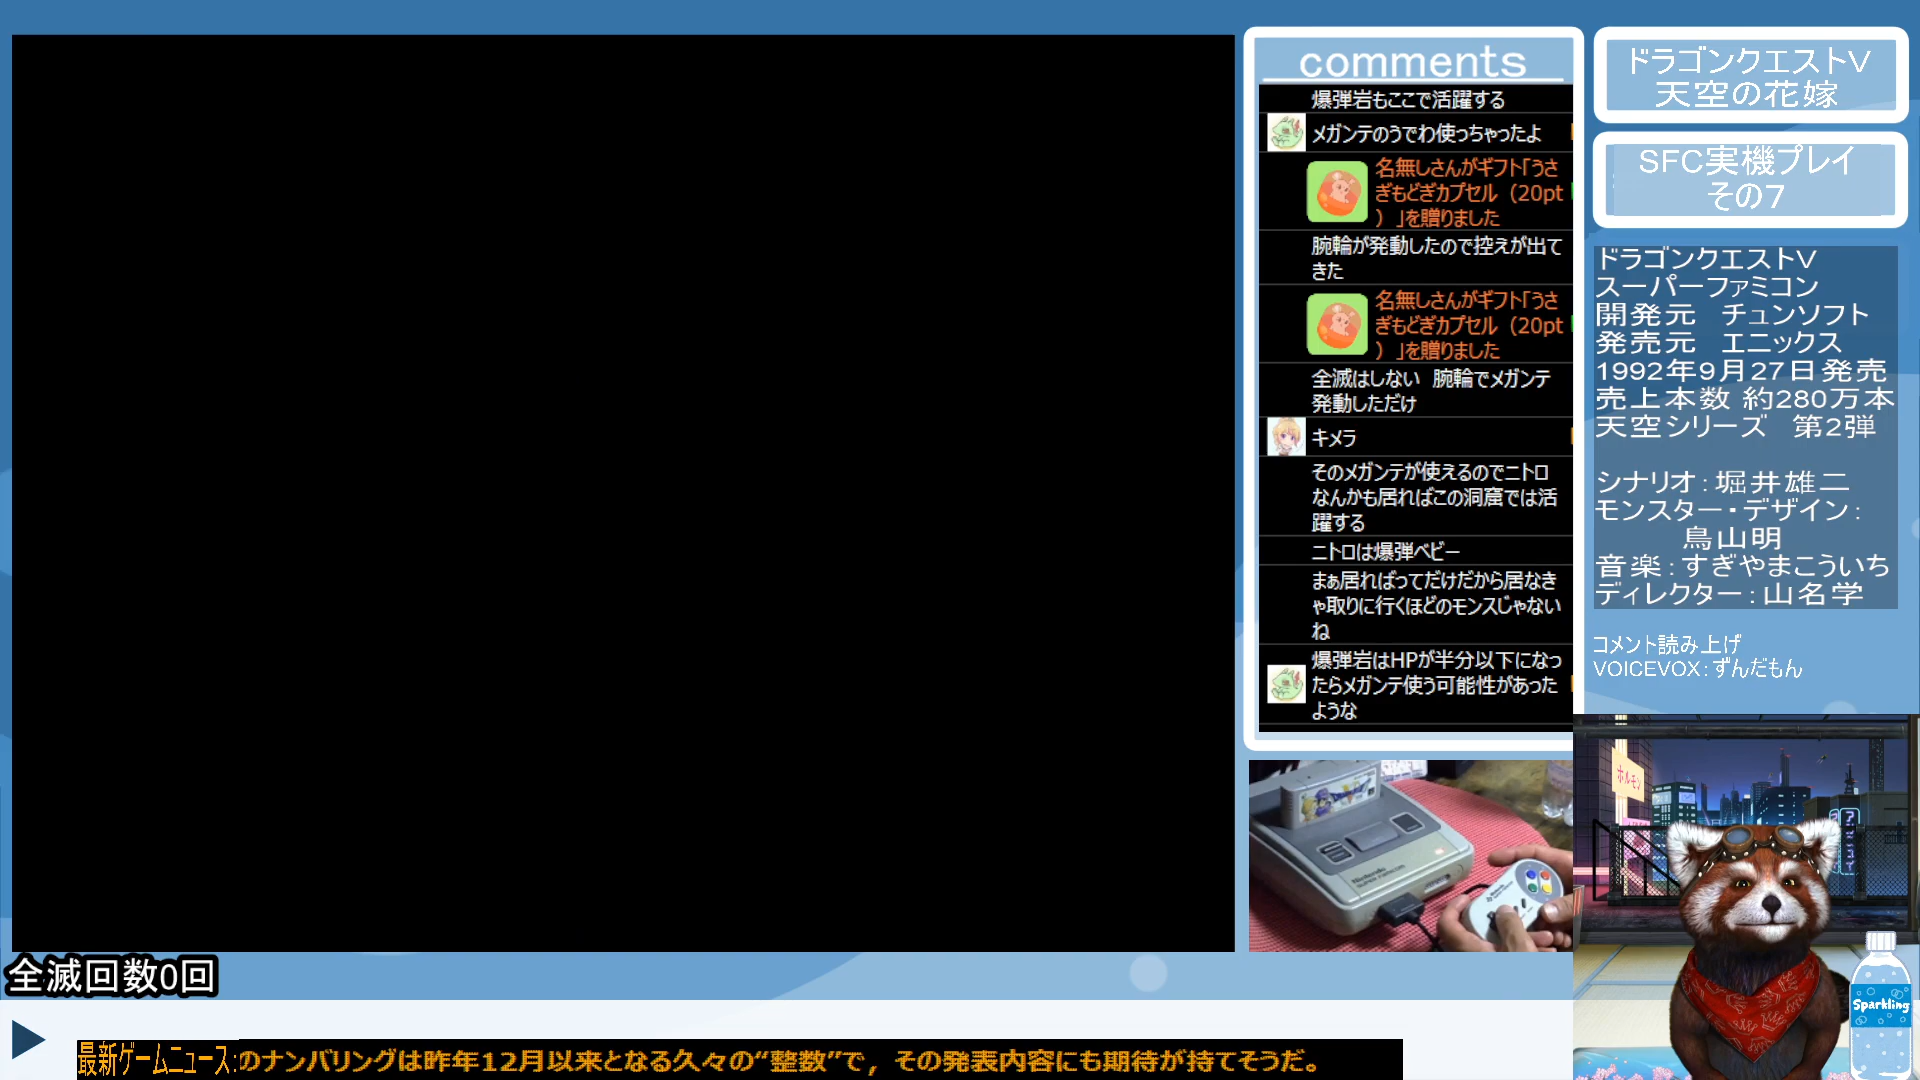 comments
爆弾岩もここで活躍する
メガンテのうでわ使っちゃったよ
名無しさんがギフト「うさ
ぎもどぎカプセル（20pt
）」を贈りました
腕輪が発動したので控えが出て
きた
名無しさんがギフト「うさ
ぎもどぎカプセル（20pt
）」を贈りました
全滅はしない 腕輪でメガンテ
発動しただけ
キメラ
そのメガンテが使えるのでニトロ
なんかも居ればこの洞窟では活
躍する
ニトロは爆弾ベビー
まぁ居ればってだけだから居なき
ゃ取りに行くほどのモンスじゃない
ね
爆弾岩はHPが半分以下になっ
たらメガンテ使う可能性があった
ような
ドラゴンクエストⅤ
天空の花嫁
SFC実機プレイ
その7
ドラゴンクエストⅤ
スーパーファミコン
開発元　チュンソフト
発売元　エニックス
1992年9月27日発売
売上本数 約280万本
天空シリーズ　第2弾
シナリオ：堀井雄二
モンスター・デザイン：
鳥山明
音楽：すぎやまこういち
ディレクター：山名学
コメント読み上げ
VOICEVOX：ずんだもん
ホルモン
Nintendo
Sparkling
全滅回数0回
最新ゲームニュース:のナンバリングは昨年12月以来となる久々の“整数”で，その発表内容にも期待が持てそうだ。